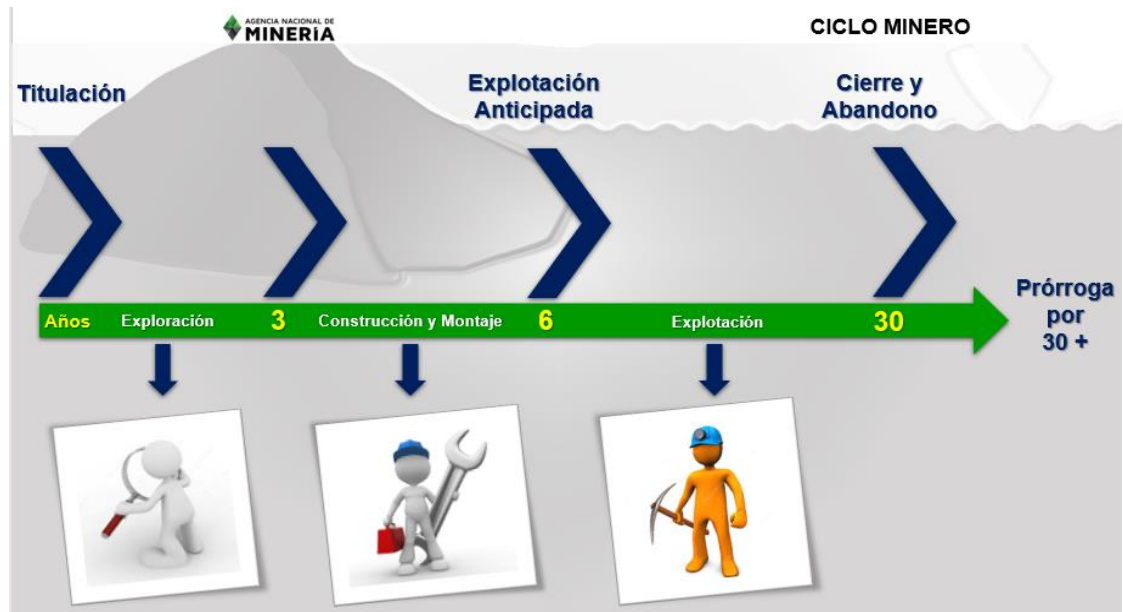 AGENCIA NACIONAL DE
MINERÍA
CICLO MINERO
Titulación
Explotación
Anticipada
Cierre y
Abandono
Años
Exploración
3
Construcción y Montaje
6
Explotación
30
Prórroga
por
30 +